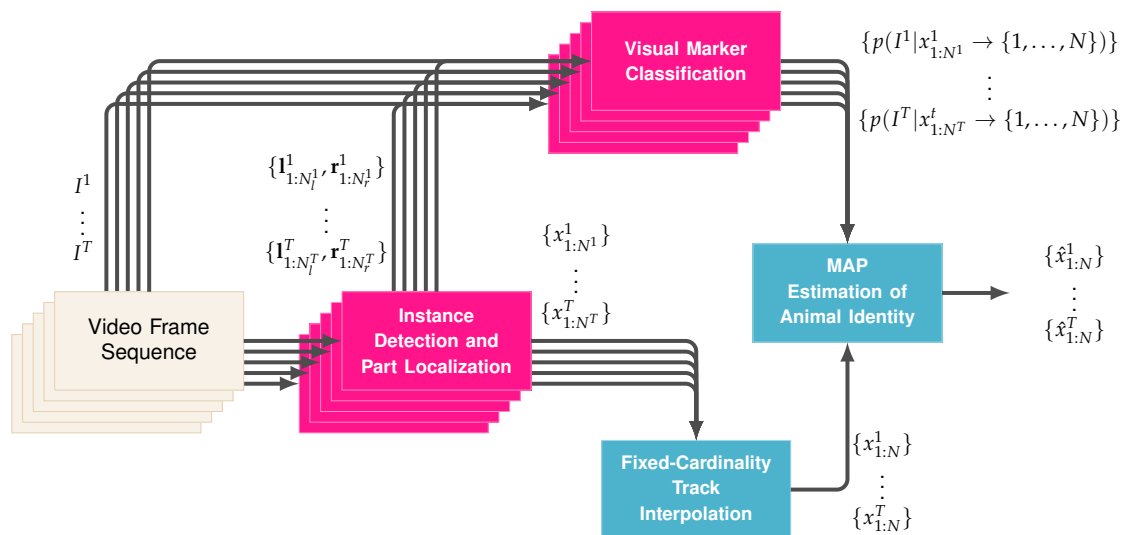 Visual Marker
Classification
{p(I^1|x^1_{1:N^1} → {1, . . . , N})}
⋮
{p(I^T|x^t_{1:N^T} → {1, . . . , N})}
I^1
⋮
I^T
{l^1_{1:N^1_l}, r^1_{1:N^1_r}}
⋮
{l^T_{1:N^T_l}, r^T_{1:N^T_r}}
{x^1_{1:N^1}}
⋮
{x^T_{1:N^T}}
MAP
Estimation of
Animal Identity
{x̂^1_{1:N}}
⋮
{x̂^T_{1:N}}
Video Frame
Sequence
Instance
Detection and
Part Localization
Fixed-Cardinality
Track
Interpolation
{x^1_{1:N}}
⋮
{x^T_{1:N}}